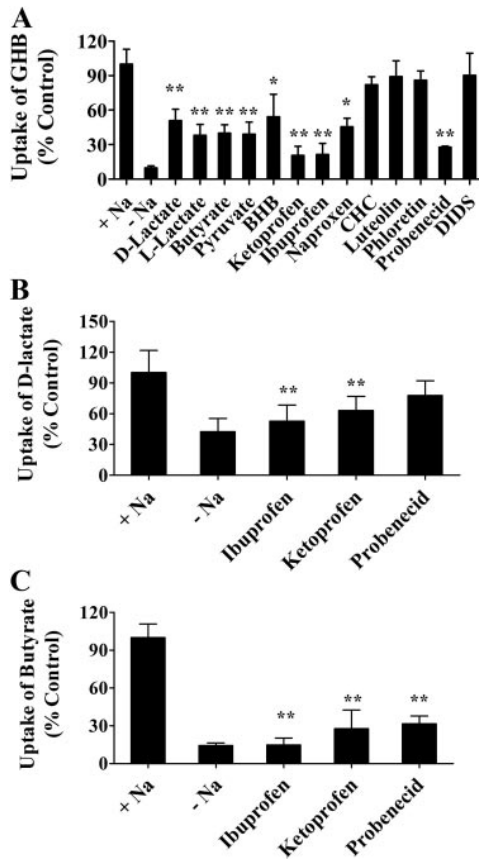 A
Uptake of GHB
(% Control)
120
90
60
30
0
** ** ** ** * ** ** * **
+ Na
- Na
D-Lactate
L-Lactate
Butyrate
Pyruvate
BHB
Ketoprofen
Ibuprofen
Naproxen
CHC
Luteolin
Phloretin
Probenecid
DIDS
B
Uptake of D-lactate
(% Control)
150
120
90
60
30
0
** **
+ Na
- Na
Ibuprofen
Ketoprofen
Probenecid
C
Uptake of Butyrate
(% Control)
120
90
60
30
0
** ** **
+ Na
- Na
Ibuprofen
Ketoprofen
Probenecid